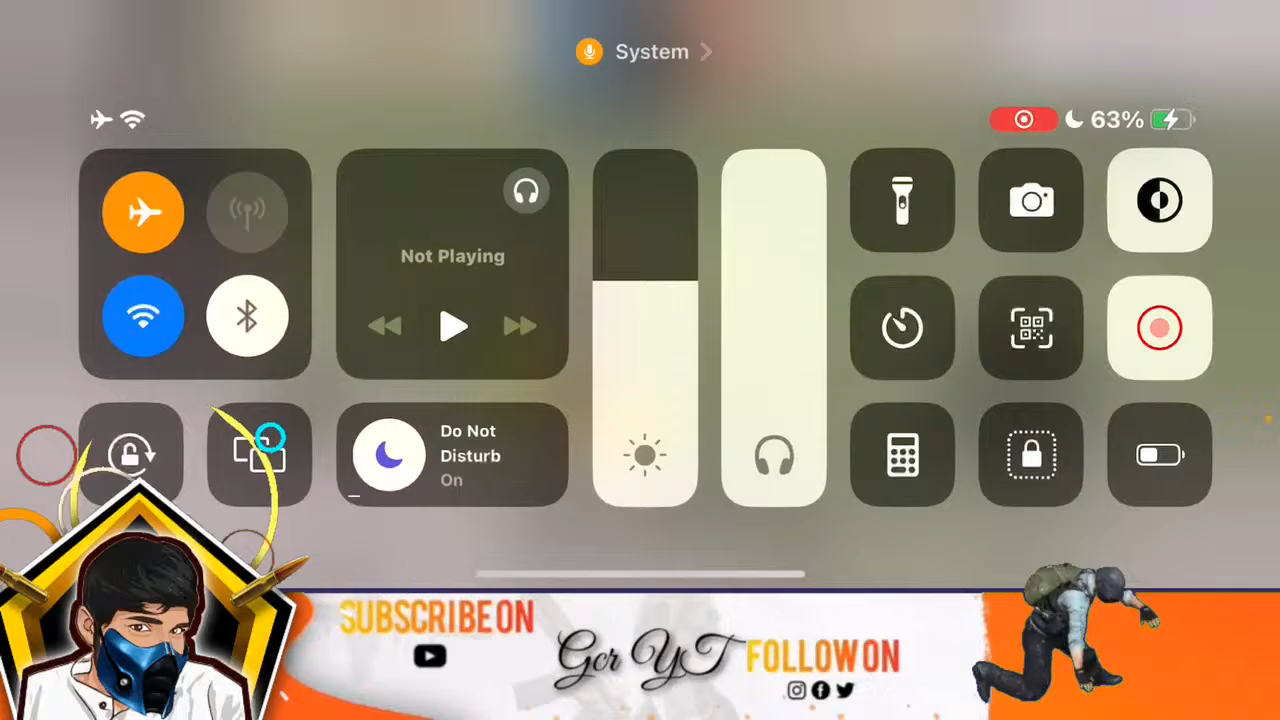 System
63%
Not Playing
Do Not
Disturb
On
SUBSCRIBE ON
Gcr YT
FOLLOW ON